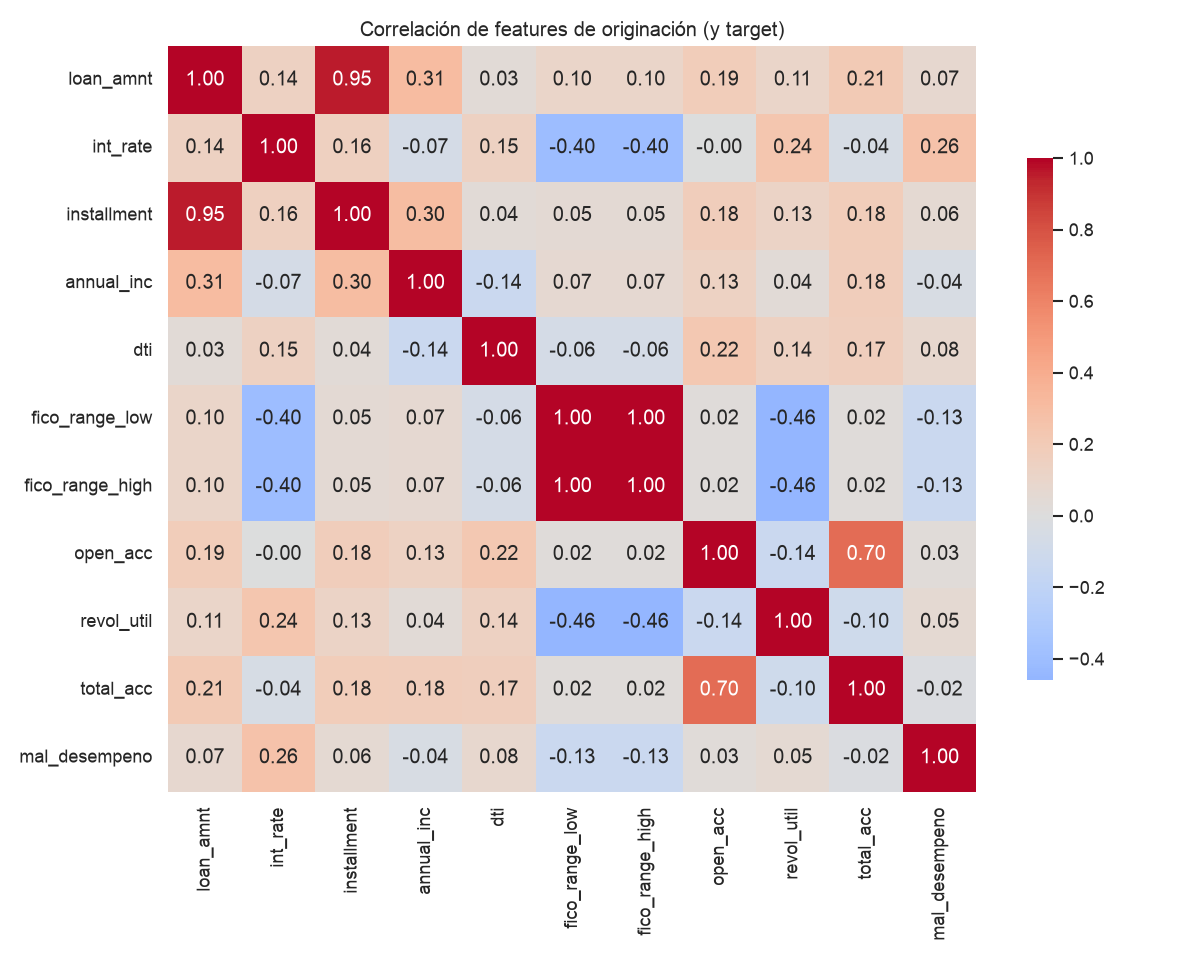 Correlación de features de originación (y target)
loan_amnt 1.00 0.14 0.95 0.31 0.03 0.10 0.10 0.19 0.11 0.21 0.07
int_rate 0.14 1.00 0.16 -0.07 0.15 -0.40 -0.40 -0.00 0.24 -0.04 0.26
installment 0.95 0.16 1.00 0.30 0.04 0.05 0.05 0.18 0.13 0.18 0.06
annual_inc 0.31 -0.07 0.30 1.00 -0.14 0.07 0.07 0.13 0.04 0.18 -0.04
dti 0.03 0.15 0.04 -0.14 1.00 -0.06 -0.06 0.22 0.14 0.17 0.08
fico_range_low 0.10 -0.40 0.05 0.07 -0.06 1.00 1.00 0.02 -0.46 0.02 -0.13
fico_range_high 0.10 -0.40 0.05 0.07 -0.06 1.00 1.00 0.02 -0.46 0.02 -0.13
open_acc 0.19 -0.00 0.18 0.13 0.22 0.02 0.02 1.00 -0.14 0.70 0.03
revol_util 0.11 0.24 0.13 0.04 0.14 -0.46 -0.46 -0.14 1.00 -0.10 0.05
total_acc 0.21 -0.04 0.18 0.18 0.17 0.02 0.02 0.70 -0.10 1.00 -0.02
mal_desempeno 0.07 0.26 0.06 -0.04 0.08 -0.13 -0.13 0.03 0.05 -0.02 1.00
loan_amnt
int_rate
installment
annual_inc
dti
fico_range_low
fico_range_high
open_acc
revol_util
total_acc
mal_desempeno
1.0
0.8
0.6
0.4
0.2
0.0
−0.2
−0.4